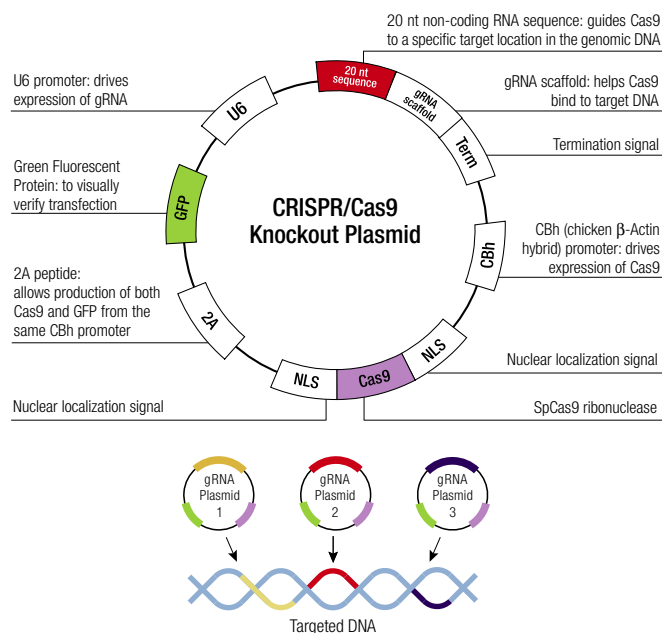 20 nt non-coding RNA sequence: guides Cas9
to a specific target location in the genomic DNA
U6 promoter: drives
expression of gRNA
gRNA scaffold: helps Cas9
bind to target DNA
Termination signal
Green Fluorescent
Protein: to visually
verify transfection
CBh (chicken β-Actin
hybrid) promoter: drives
expression of Cas9
2A peptide:
allows production of both
Cas9 and GFP from the
same CBh promoter
Nuclear localization signal
Nuclear localization signal
SpCas9 ribonuclease
CRISPR/Cas9
Knockout Plasmid
20 nt
sequence
gRNA
scaffold
Term
CBh
NLS
Cas9
NLS
2A
GFP
U6
gRNA
Plasmid
1
gRNA
Plasmid
2
gRNA
Plasmid
3
Targeted DNA